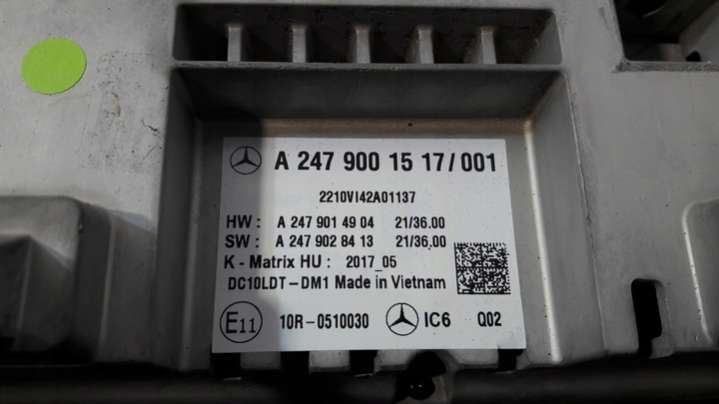 A 247 900 15 17/001
2210VI42A01137
HW : A 247 901 49 04 21/36.00
SW : A 247 902 84 13 21/36.00
K - Matrix HU : 2017_05
DC10LDT-DM1 Made in Vietnam
E11 10R-0510030 IC6 Q02